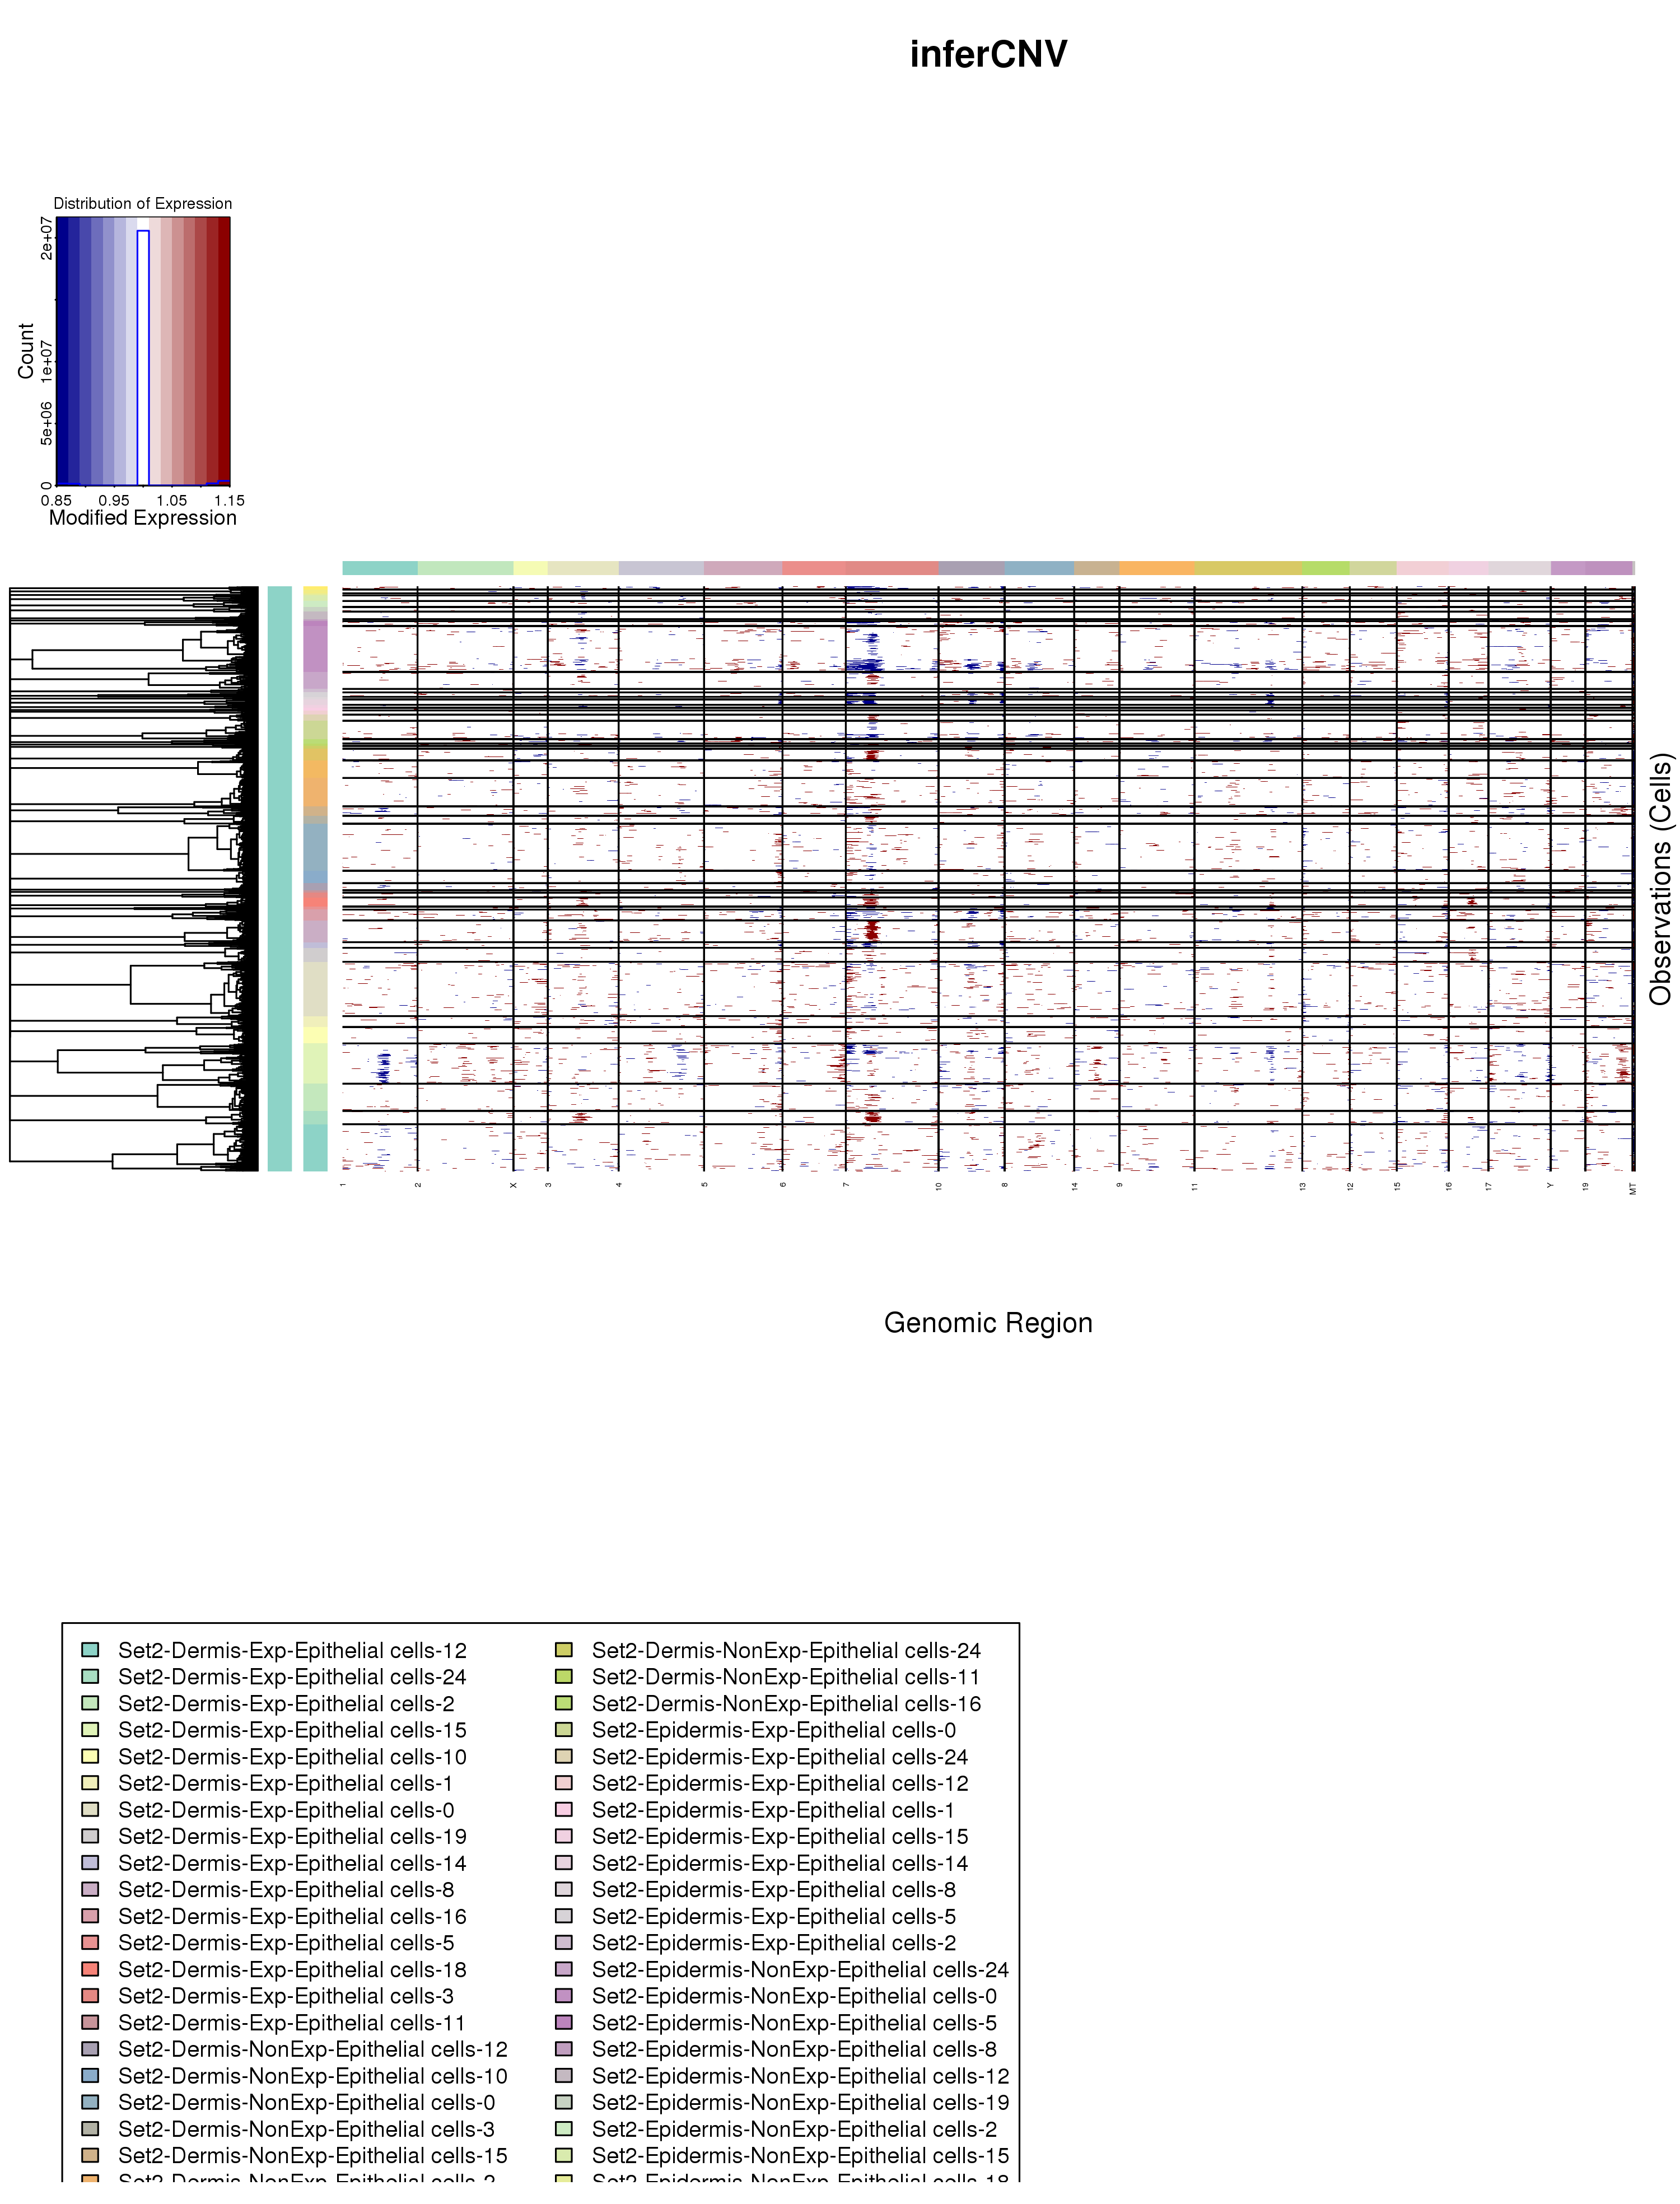 inferCNV
Distribution of Expression
Count
0 5e+06 1e+07 2e+07
0.85 0.95 1.05 1.15
Modified Expression
Observations (Cells)
1 2 X 3 4 5 6 7 10 8 14 9 11 13 12 15 16 17 Y 19 MT
Genomic Region
Set2-Dermis-Exp-Epithelial cells-12
Set2-Dermis-Exp-Epithelial cells-24
Set2-Dermis-Exp-Epithelial cells-2
Set2-Dermis-Exp-Epithelial cells-15
Set2-Dermis-Exp-Epithelial cells-10
Set2-Dermis-Exp-Epithelial cells-1
Set2-Dermis-Exp-Epithelial cells-0
Set2-Dermis-Exp-Epithelial cells-19
Set2-Dermis-Exp-Epithelial cells-14
Set2-Dermis-Exp-Epithelial cells-8
Set2-Dermis-Exp-Epithelial cells-16
Set2-Dermis-Exp-Epithelial cells-5
Set2-Dermis-Exp-Epithelial cells-18
Set2-Dermis-Exp-Epithelial cells-3
Set2-Dermis-Exp-Epithelial cells-11
Set2-Dermis-NonExp-Epithelial cells-12
Set2-Dermis-NonExp-Epithelial cells-10
Set2-Dermis-NonExp-Epithelial cells-0
Set2-Dermis-NonExp-Epithelial cells-3
Set2-Dermis-NonExp-Epithelial cells-15
Set2-Dermis-NonExp-Epithelial cells-2
Set2-Dermis-NonExp-Epithelial cells-24
Set2-Dermis-NonExp-Epithelial cells-11
Set2-Dermis-NonExp-Epithelial cells-16
Set2-Epidermis-Exp-Epithelial cells-0
Set2-Epidermis-Exp-Epithelial cells-24
Set2-Epidermis-Exp-Epithelial cells-12
Set2-Epidermis-Exp-Epithelial cells-1
Set2-Epidermis-Exp-Epithelial cells-15
Set2-Epidermis-Exp-Epithelial cells-14
Set2-Epidermis-Exp-Epithelial cells-8
Set2-Epidermis-Exp-Epithelial cells-5
Set2-Epidermis-Exp-Epithelial cells-2
Set2-Epidermis-NonExp-Epithelial cells-24
Set2-Epidermis-NonExp-Epithelial cells-0
Set2-Epidermis-NonExp-Epithelial cells-5
Set2-Epidermis-NonExp-Epithelial cells-8
Set2-Epidermis-NonExp-Epithelial cells-12
Set2-Epidermis-NonExp-Epithelial cells-19
Set2-Epidermis-NonExp-Epithelial cells-2
Set2-Epidermis-NonExp-Epithelial cells-15
Set2-Epidermis-NonExp-Epithelial cells-18